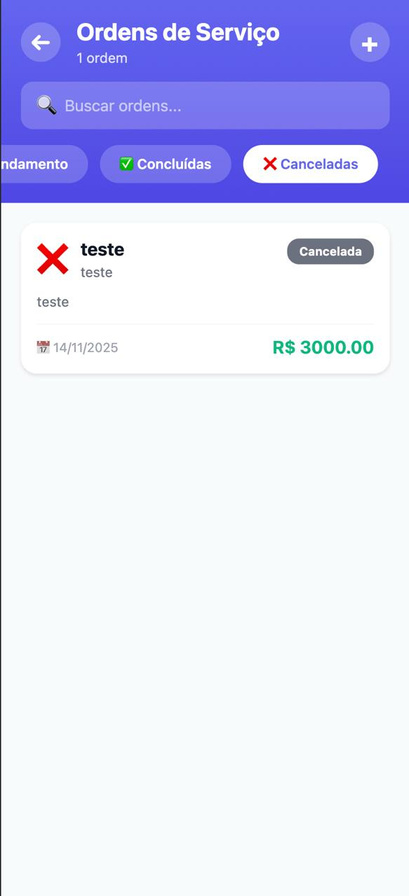 Ordens de Serviço
1 ordem
Buscar ordens...
ndamento
Concluídas
Canceladas
teste
Cancelada
teste
teste
14/11/2025
R$ 3000.00